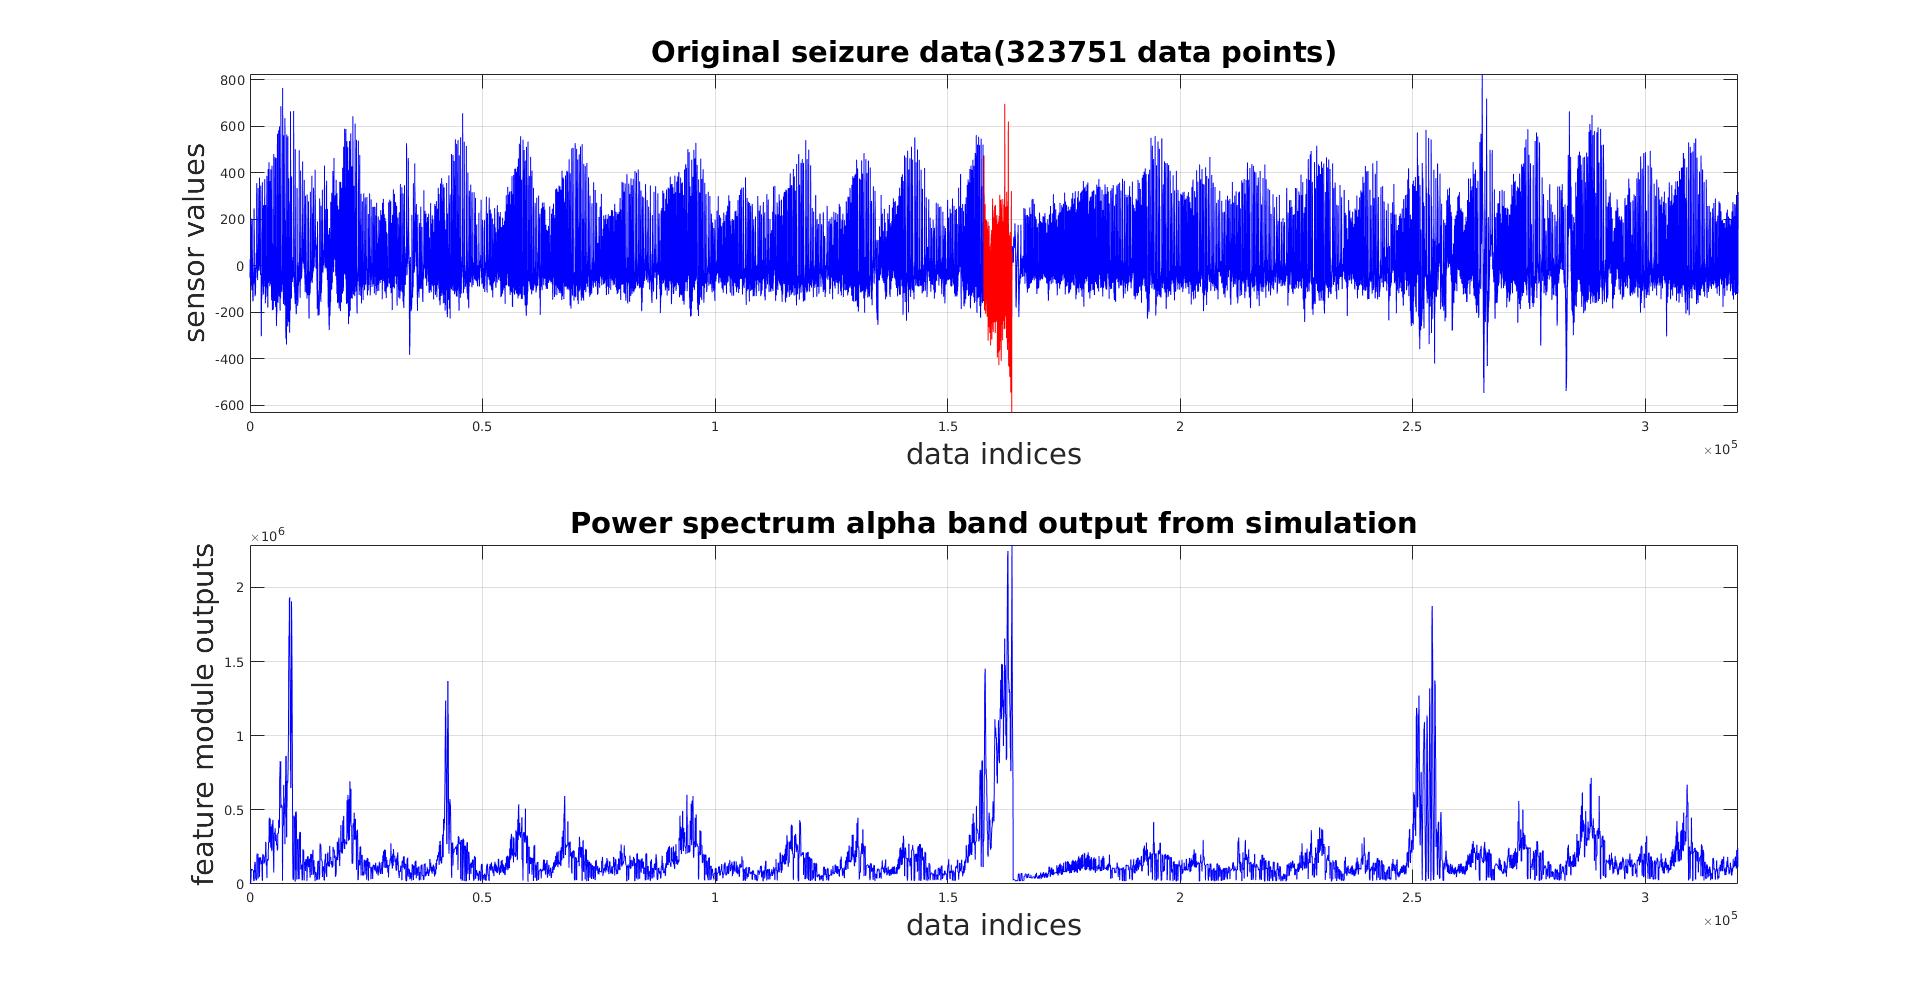 Original seizure data(323751 data points)
800
600
400
200
0
-200
-400
-600
sensor values
0 0.5 1 1.5 2 2.5 3
×10^5
data indices
Power spectrum alpha band output from simulation
×10^6
2
1.5
1
0.5
0
feature module outputs
0 0.5 1 1.5 2 2.5 3
×10^5
data indices